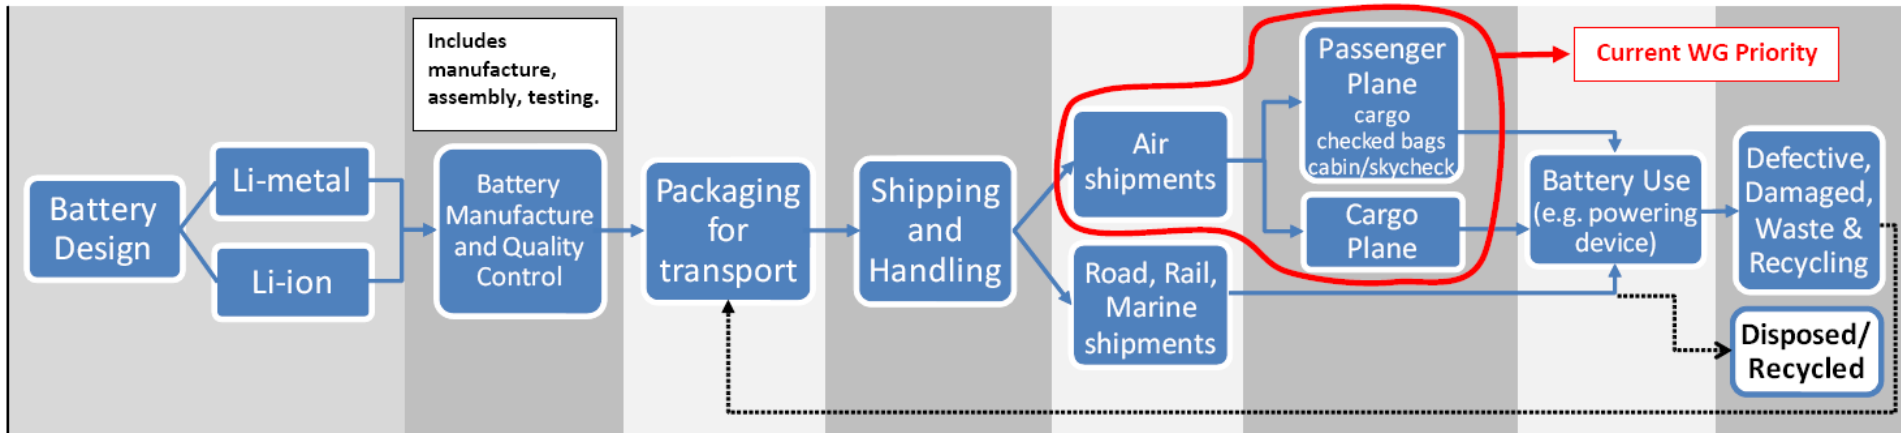 Includes
manufacture,
assembly, testing.
Battery
Design
Li-metal
Li-ion
Battery
Manufacture
and Quality
Control
Packaging
for
transport
Shipping
and
Handling
Air
shipments
Road, Rail,
Marine
shipments
Passenger
Plane
cargo
checked bags
cabin/skycheck
Cargo
Plane
Current WG Priority
Battery Use
(e.g. powering
device)
Defective,
Damaged,
Waste &
Recycling
Disposed/
Recycled